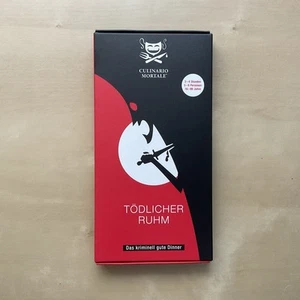 CULINARIO
MORTALE®
TÖDLICHER
RUHM
Das kriminell gute Dinner